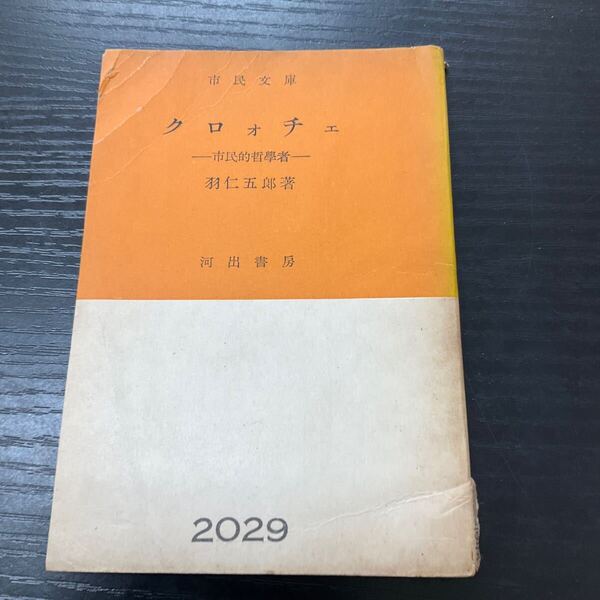 市民文庫
クロォチェ
―市民的哲學者―
羽仁五郎著
河出書房
2029